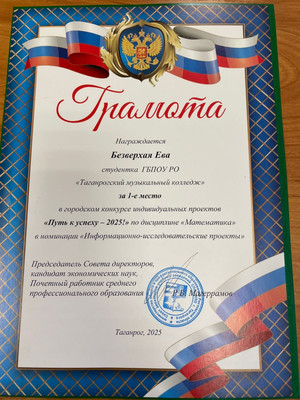 Грамота
Награждается
Безверхая Ева
студентка ГБПОУ РО
«Таганрогский музыкальный колледж»
за 1-е место
в городском конкурсе индивидуальных проектов
«Путь к успеху – 2025!» по дисциплине «Математика»
в номинации «Информационно-исследовательские проекты»
Председатель Совета директоров,
кандидат экономических наук,
Почетный работник среднего
профессионального образования Р.В. Магеррамов
Таганрог, 2025